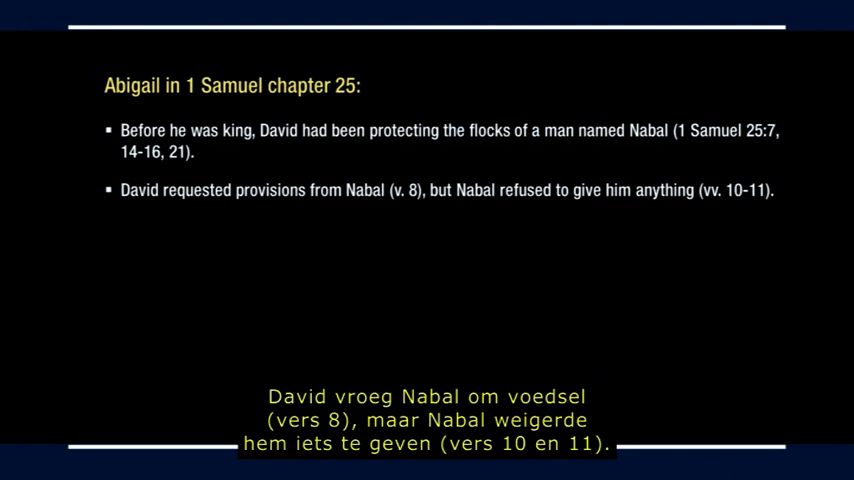 Abigail in 1 Samuel chapter 25:
▪ Before he was king, David had been protecting the flocks of a man named Nabal (1 Samuel 25:7,
14-16, 21).
▪ David requested provisions from Nabal (v. 8), but Nabal refused to give him anything (vv. 10-11).
David vroeg Nabal om voedsel
(vers 8), maar Nabal weigerde
hem iets te geven (vers 10 en 11).